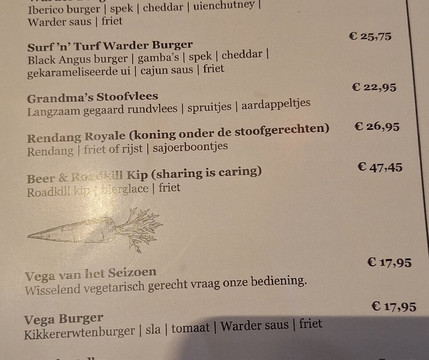 Iberico burger | spek | cheddar | uienchutney |
Warder saus | friet
Surf 'n' Turf Warder Burger € 25,75
Black Angus burger | gamba's | spek | cheddar |
gekarameliseerde ui | cajun saus | friet
Grandma's Stoofvlees € 22,95
Langzaam gegaard rundvlees | spruitjes | aardappeltjes
Rendang Royale (koning onder de stoofgerechten) € 26,95
Rendang | friet of rijst | sajoerboontjes
Beer & Roadkill Kip (sharing is caring) € 47,45
Roadkill kip | bierglace | friet
Vega van het Seizoen € 17,95
Wisselend vegetarisch gerecht vraag onze bediening.
Vega Burger € 17,95
Kikkererwtenburger | sla | tomaat | Warder saus | friet